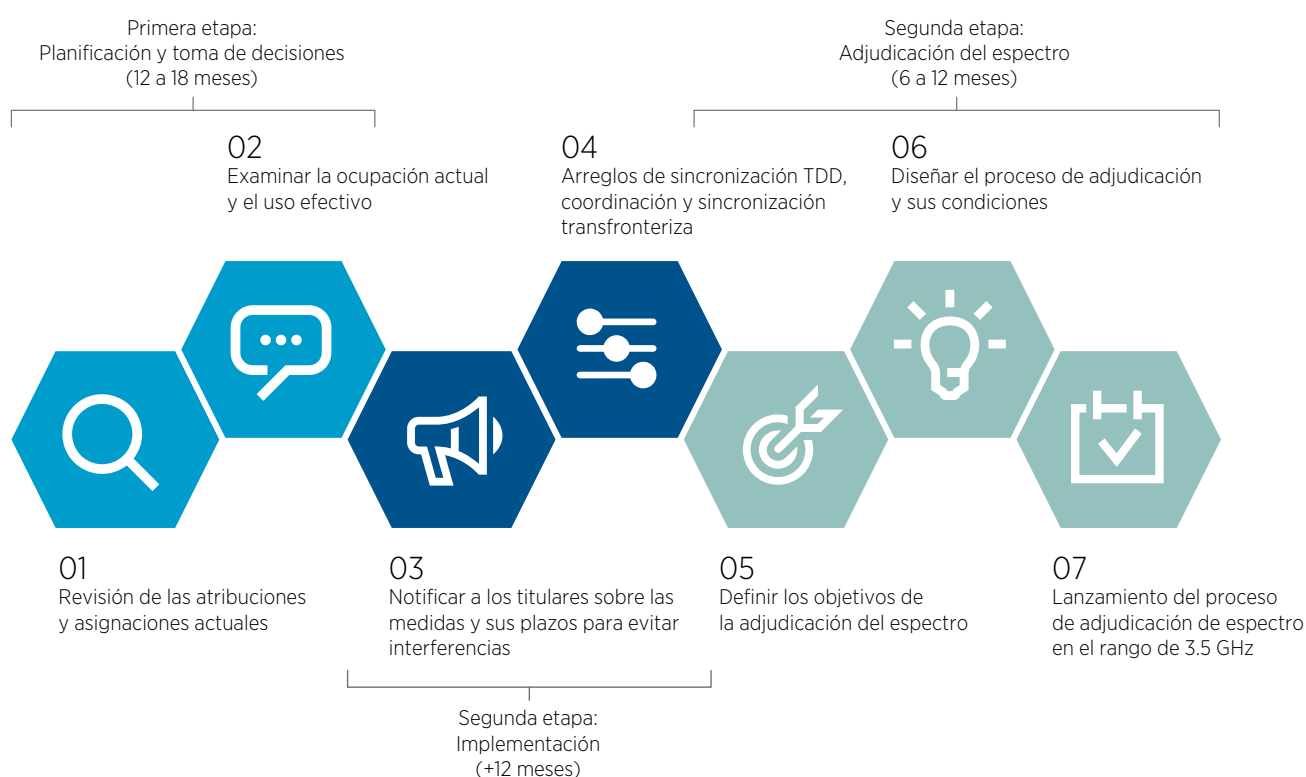 Primera etapa:
Planificación y toma de decisiones
(12 a 18 meses)
Segunda etapa:
Adjudicación del espectro
(6 a 12 meses)
02
Examinar la ocupación actual
y el uso efectivo
04
Arreglos de sincronización TDD,
coordinación y sincronización
transfronteriza
06
Diseñar el proceso de adjudicación
y sus condiciones
01
Revisión de las atribuciones
y asignaciones actuales
03
Notificar a los titulares sobre las
medidas y sus plazos para evitar
interferencias
05
Definir los objetivos de
la adjudicación del espectro
07
Lanzamiento del proceso
de adjudicación de espectro
en el rango de 3.5 GHz
Segunda etapa:
Implementación
(+12 meses)